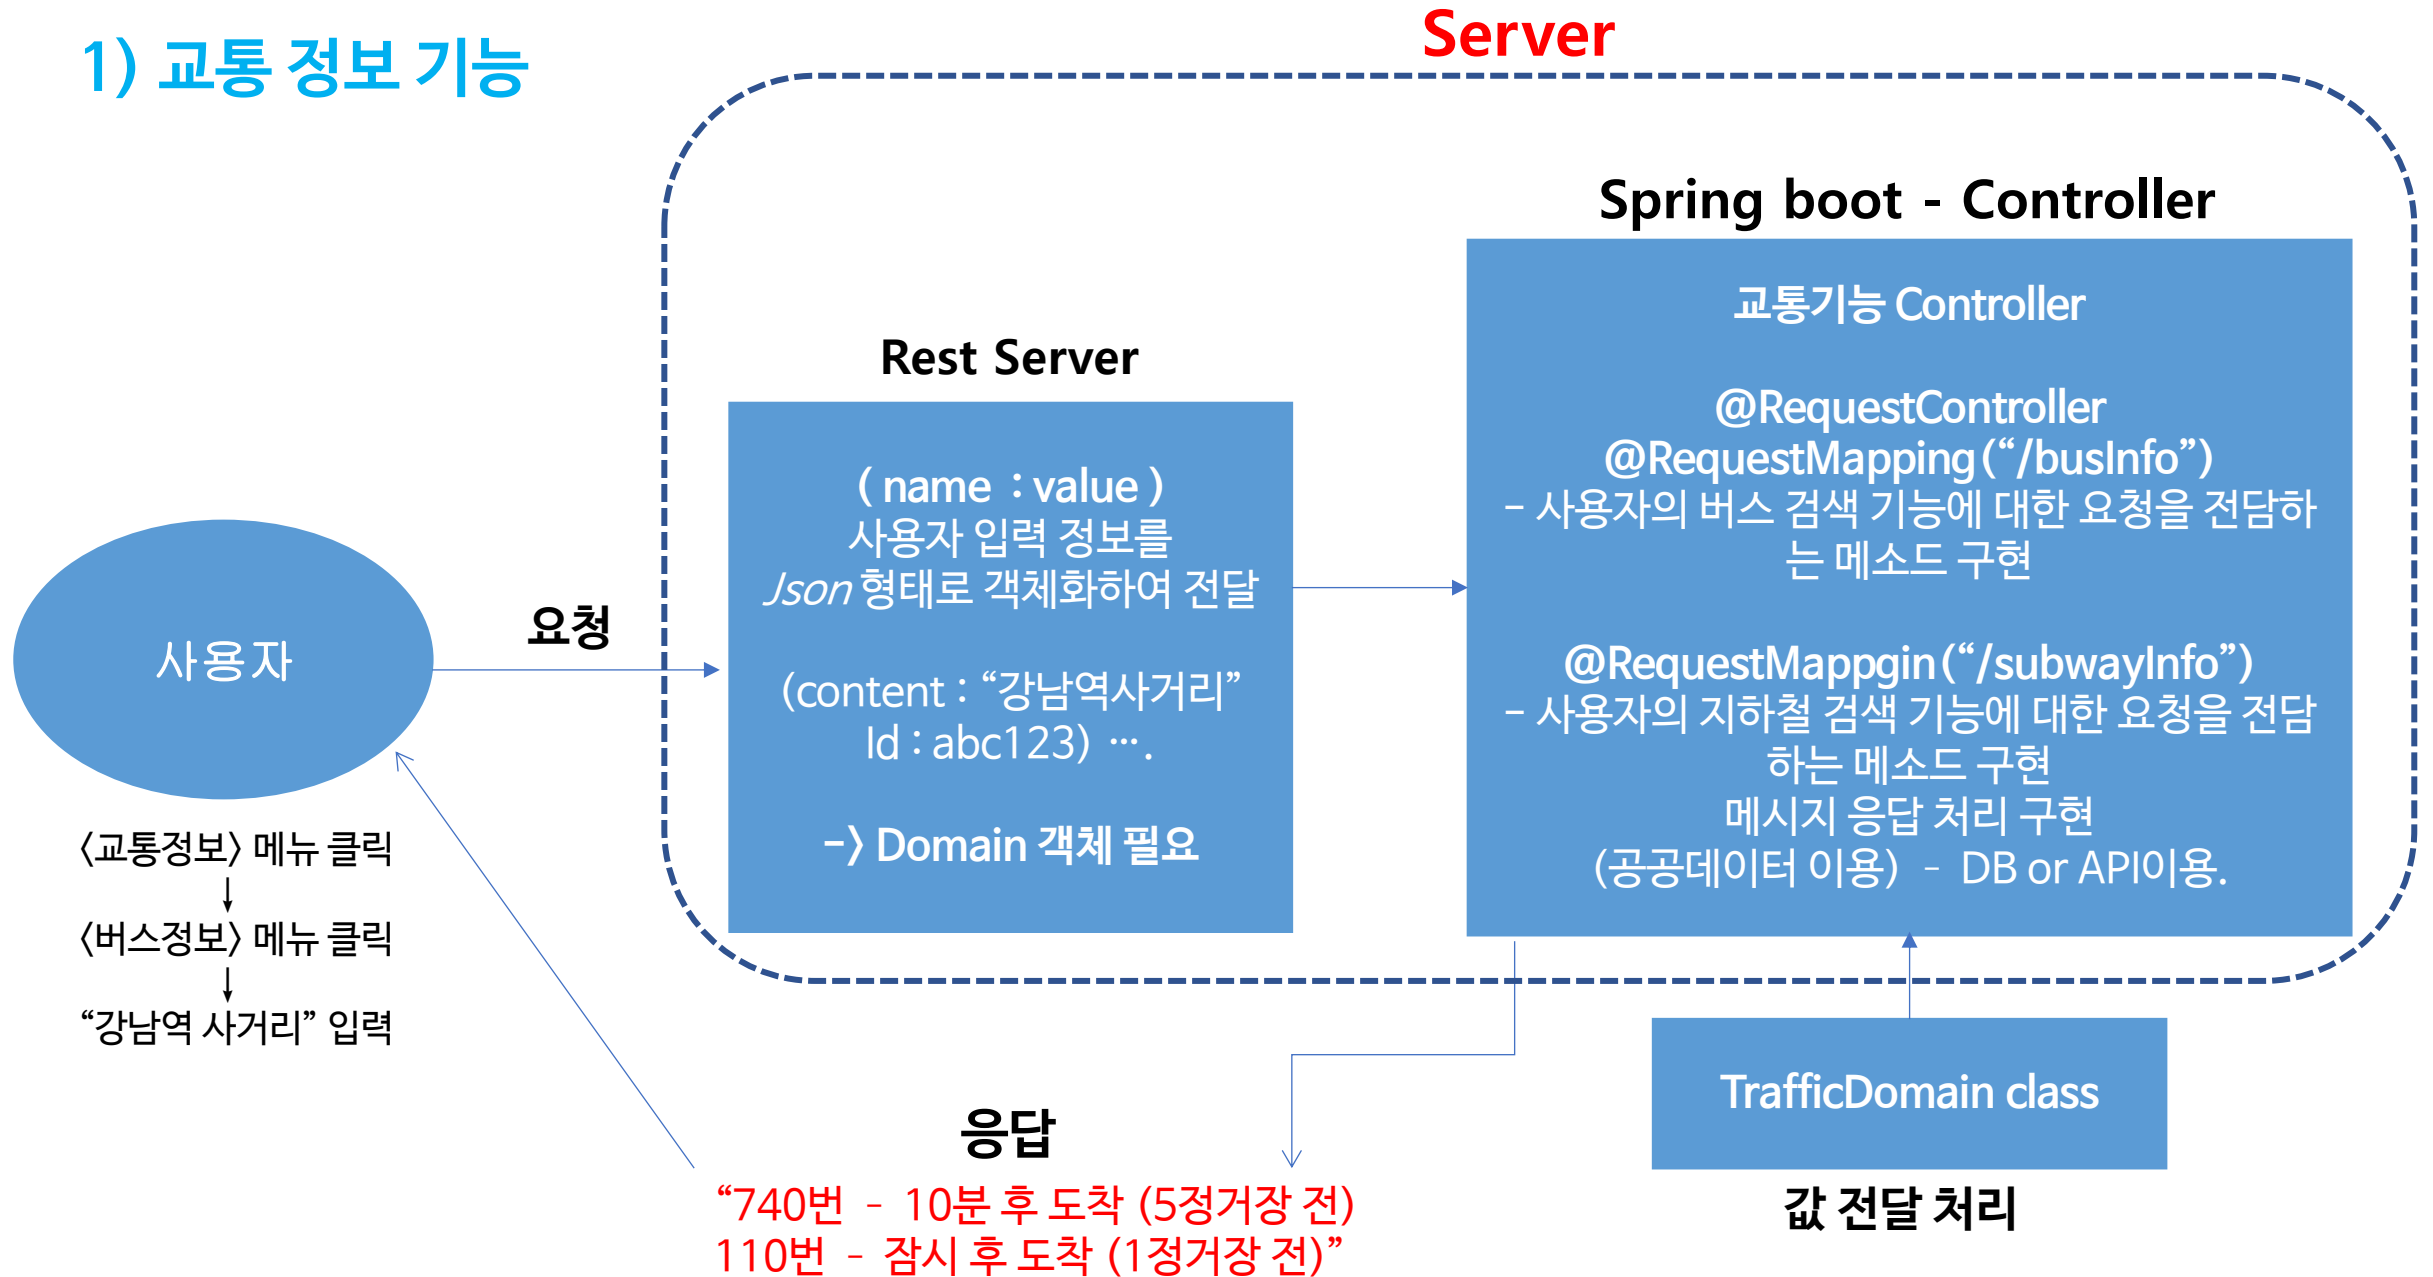 1) 교통 정보 기능
Server
Spring boot - Controller
교통기능 Controller
@RequestController
@RequestMapping(“/busInfo”)
- 사용자의 버스 검색 기능에 대한 요청을 전담하
는 메소드 구현
@RequestMappgin(“/subwayInfo”)
- 사용자의 지하철 검색 기능에 대한 요청을 전담
하는 메소드 구현
메시지 응답 처리 구현
(공공데이터 이용) - DB or API이용.
Rest Server
( name : value )
사용자 입력 정보를
Json 형태로 객체화하여 전달
(content : “강남역사거리”
Id : abc123) ….
-> Domain 객체 필요
요청
사용자
<교통정보> 메뉴 클릭
<버스정보> 메뉴 클릭
“강남역 사거리” 입력
응답
“740번 - 10분 후 도착 (5정거장 전)
110번 - 잠시 후 도착 (1정거장 전)”
TrafficDomain class
값 전달 처리